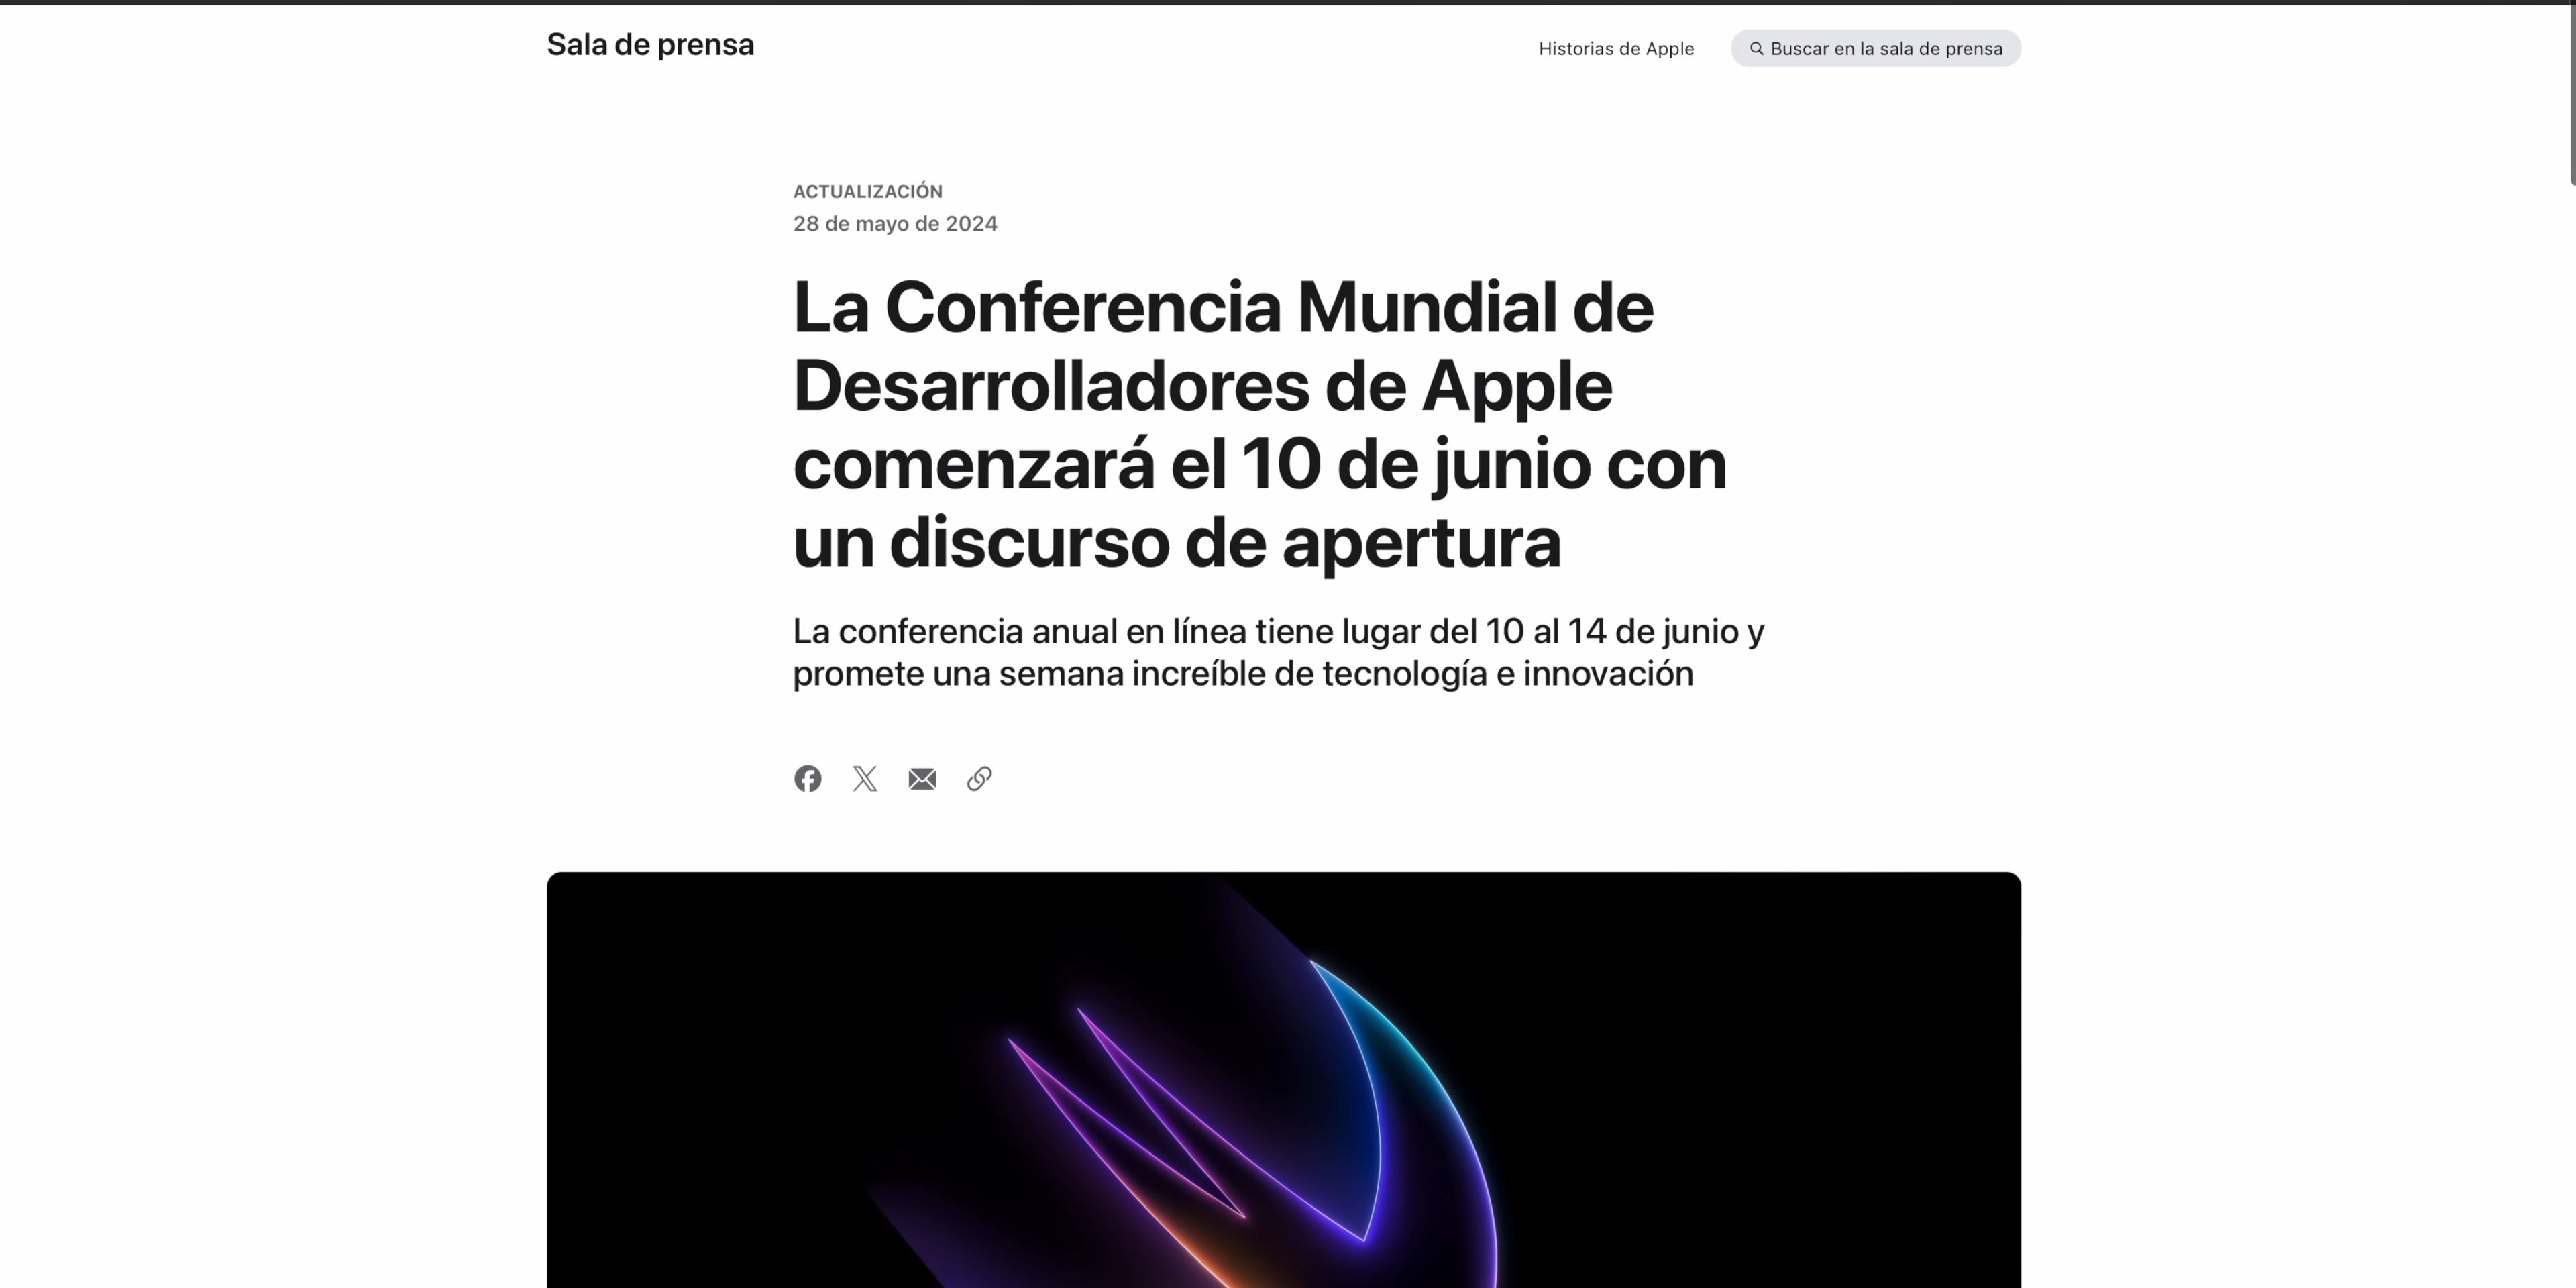 Sala de prensa
Historias de Apple
Buscar en la sala de prensa
ACTUALIZACIÓN
28 de mayo de 2024
La Conferencia Mundial de
Desarrolladores de Apple
comenzará el 10 de junio con
un discurso de apertura
La conferencia anual en línea tiene lugar del 10 al 14 de junio y
promete una semana increíble de tecnología e innovación